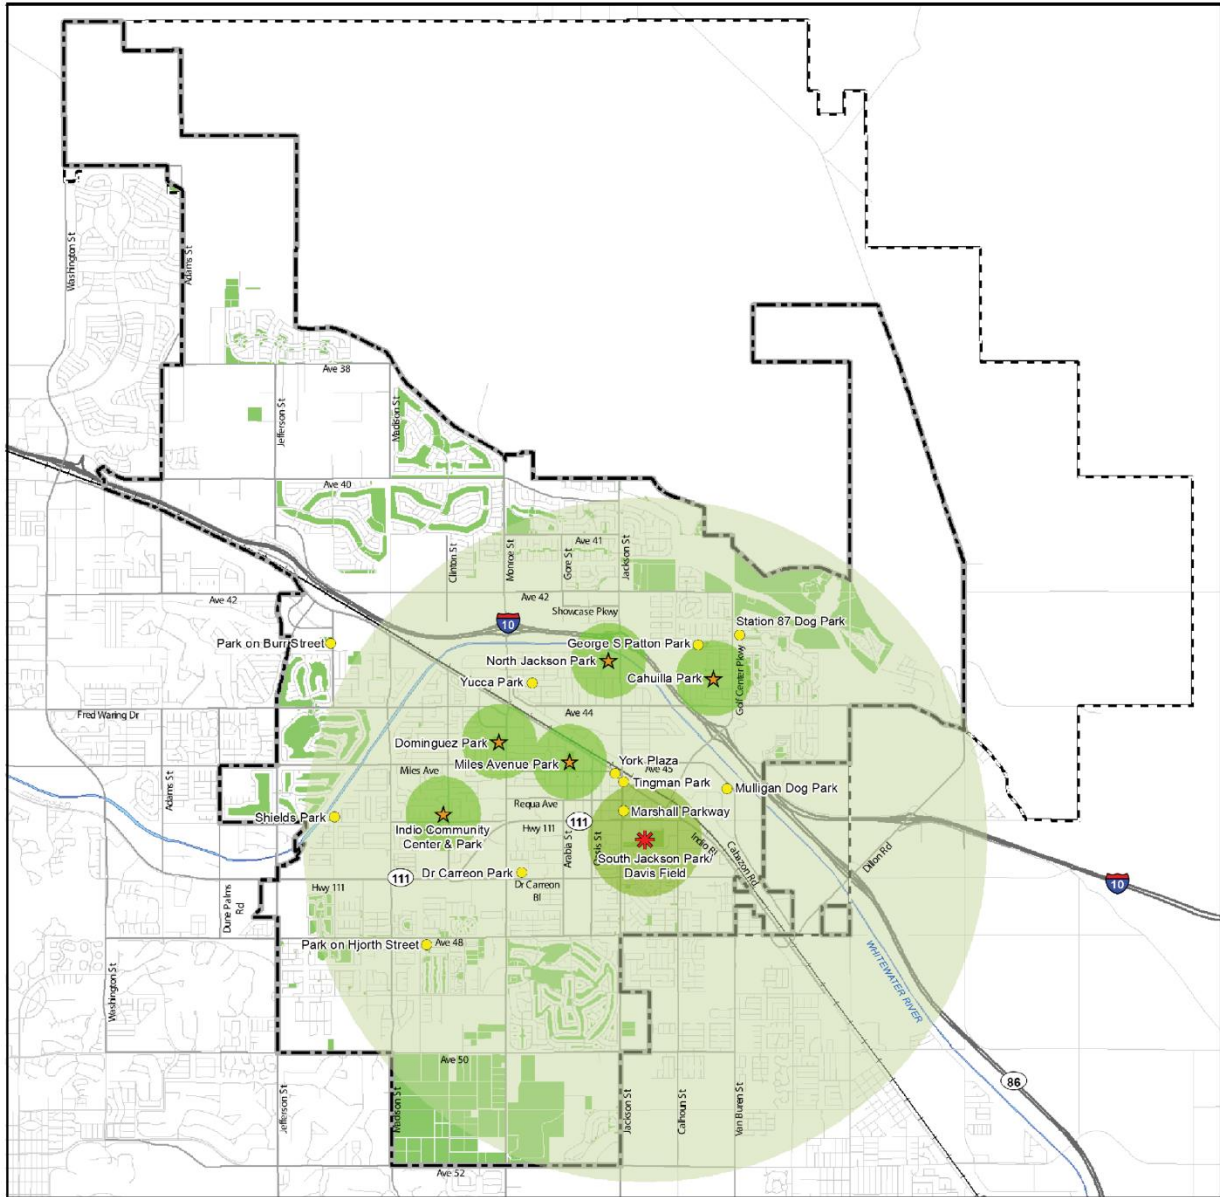 Washington St
Adams St
Ave 38
Jefferson St
Madison St
Ave 40
Clinton St
Monroe St
Gore St
Ave 41
Jackson St
Ave 42
Ave 42
Showcase Pkwy
10
Station 87 Dog Park
Park on Burr Street
George S Patton Park
North Jackson Park
Cahuilla Park
Golf Center Pkwy
Yucca Park
Fred Waring Dr
Ave 44
Dominguez Park
Miles Avenue Park
York Plaza
Ave 45
Miles Ave
Tingman Park
Mulligan Dog Park
Adams St
Requa Ave
Marshall Parkway
Shields Park
111
Hwy 111
Indio Community
Center & Park
Arabia St
South Jackson Park/
Davis Field
Cabazon Rd
Dillon Rd
Dr Carreon Park
Dr Carreon
Bl
111
Hwy 111
10
Dune Palms
Rd
Park on Hjorth Street
Ave 48
WHITEWATER RIVER
Washington St
Ave 50
86
Jefferson St
Madison St
Jackson St
Calhoun St
Van Buren St
Ave 52